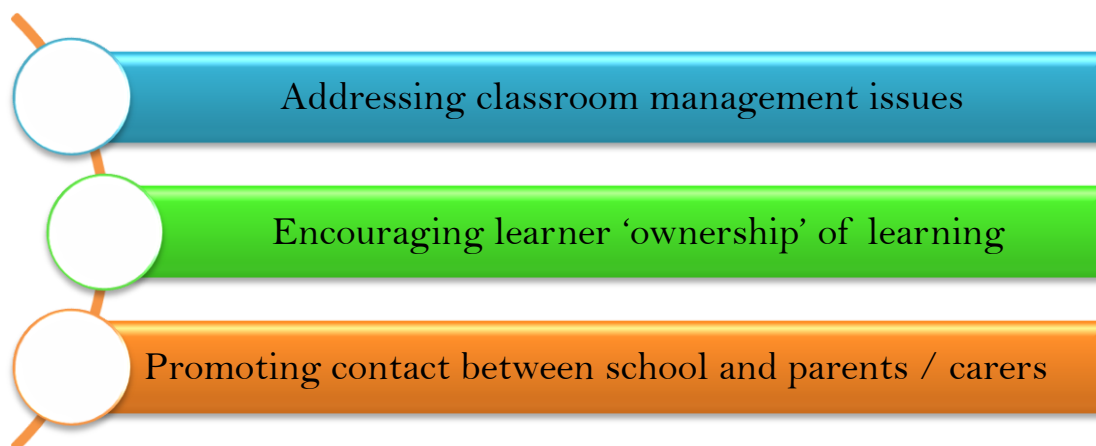 Addressing classroom management issues
Encouraging learner ‘ownership’ of learning
Promoting contact between school and parents / carers